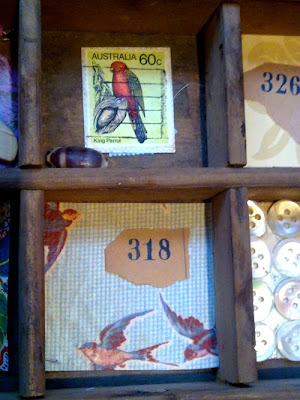 AUSTRALIA 60c
King Parrot
326
318